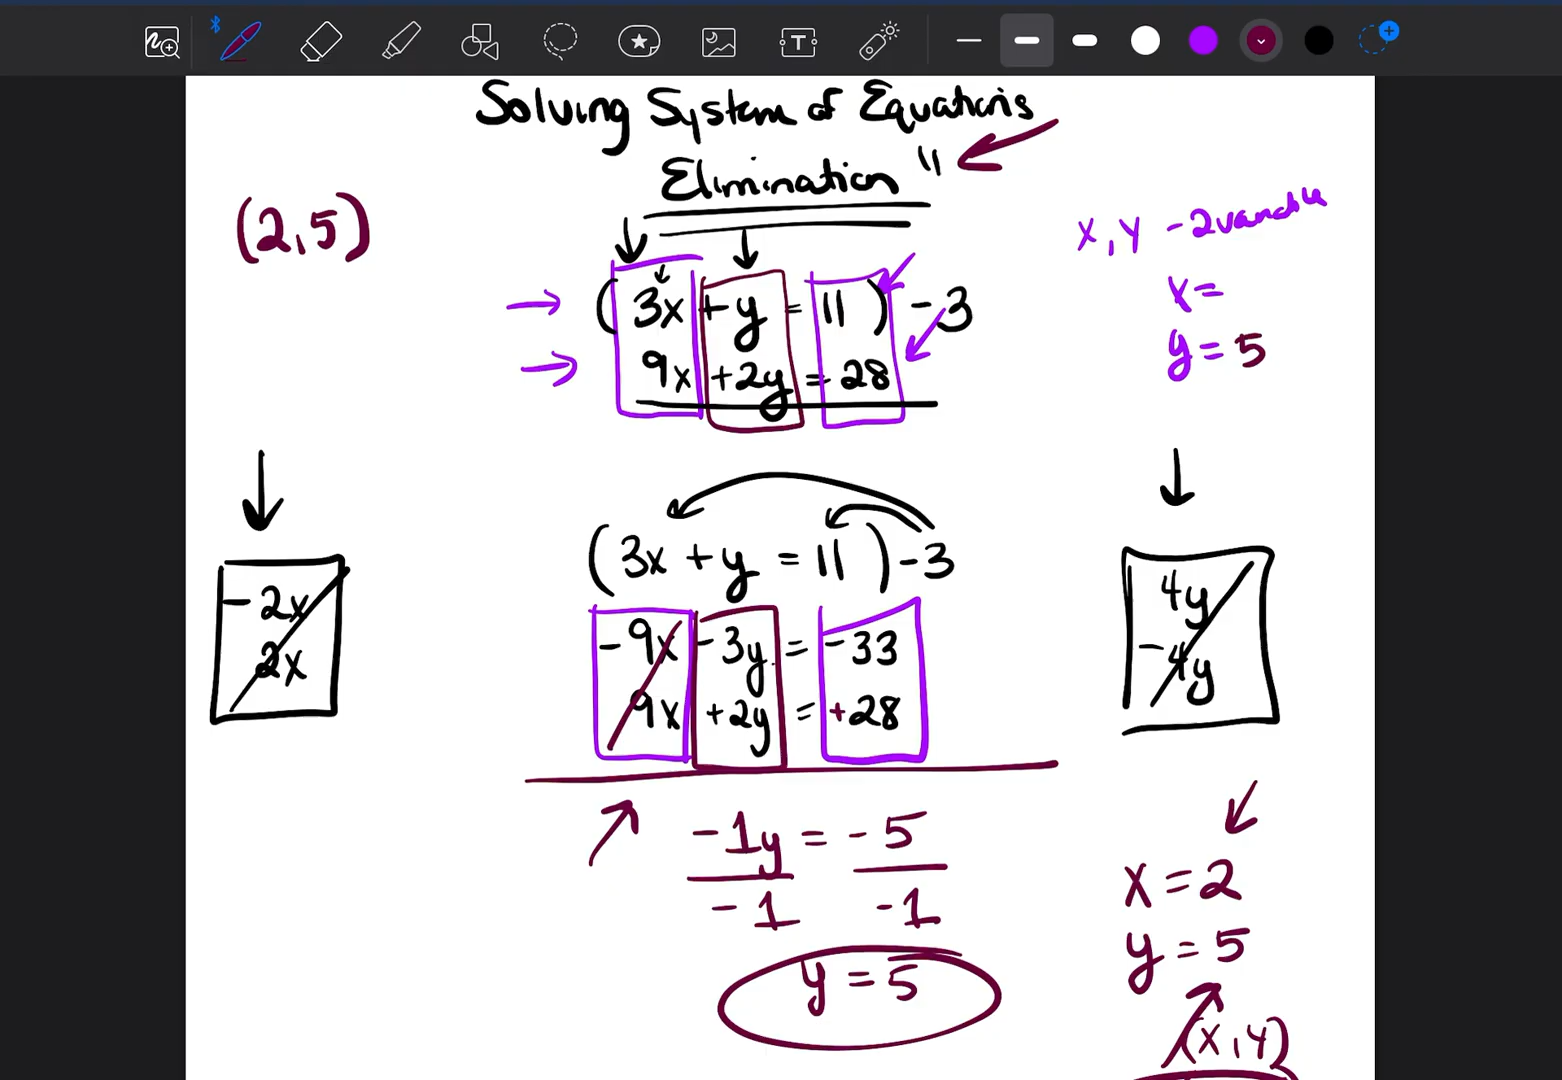 Solving System of Equations
Elimination "
(2,5)
x, y - 2 variable
x =
y = 5
(3x + y = 11) - 3
9x + 2y = 28
(3x + y = 11) - 3
- 9x - 3y = - 33
9x + 2y = + 28
- 2x
2x
4y
- 4y
- 1y = - 5
- 1 - 1
y = 5
x = 2
y = 5
(x, y)